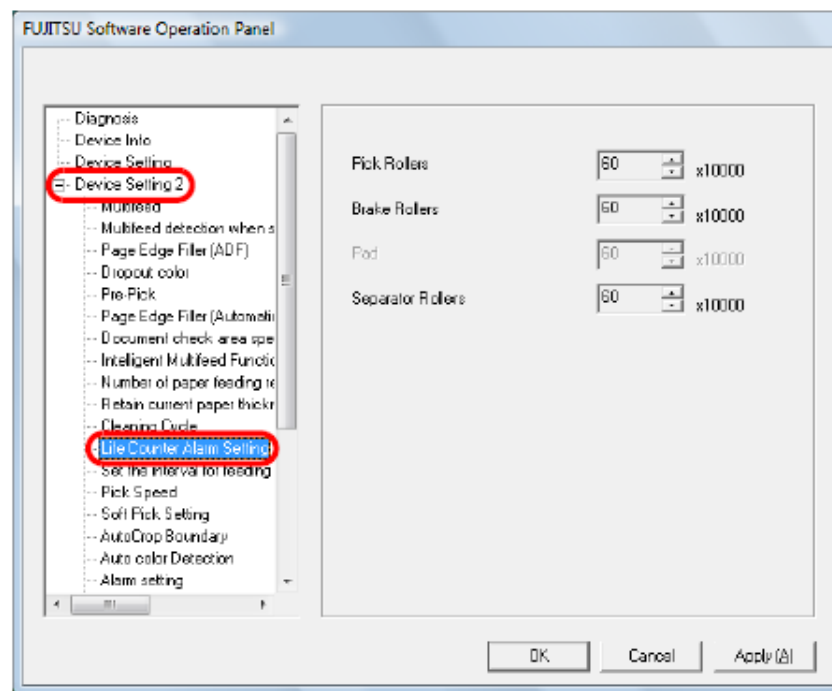 FUJITSU Software Operation Panel
Diagnosis
Device Info
Device Setting
Device Setting 2
Multifeed
Multifeed detection when s
Page Edge Filler (ADF)
Dropout color
Pre-Pick
Page Edge Filler (Automati
Document check area spe
Intelligent Multifeed Functio
Number of paper feeding re
Retain current paper thickr
Cleaning Cycle
Life Counter Alarm Setting
Set the interval for feeding
Pick Speed
Soft Pick Setting
AutoCrop Boundary
Auto color Detection
Alarm setting
Pick Rollers 60 x10000
Brake Rollers 60 x10000
Pad 60 x10000
Separator Rollers 60 x10000
OK Cancel Apply (A)